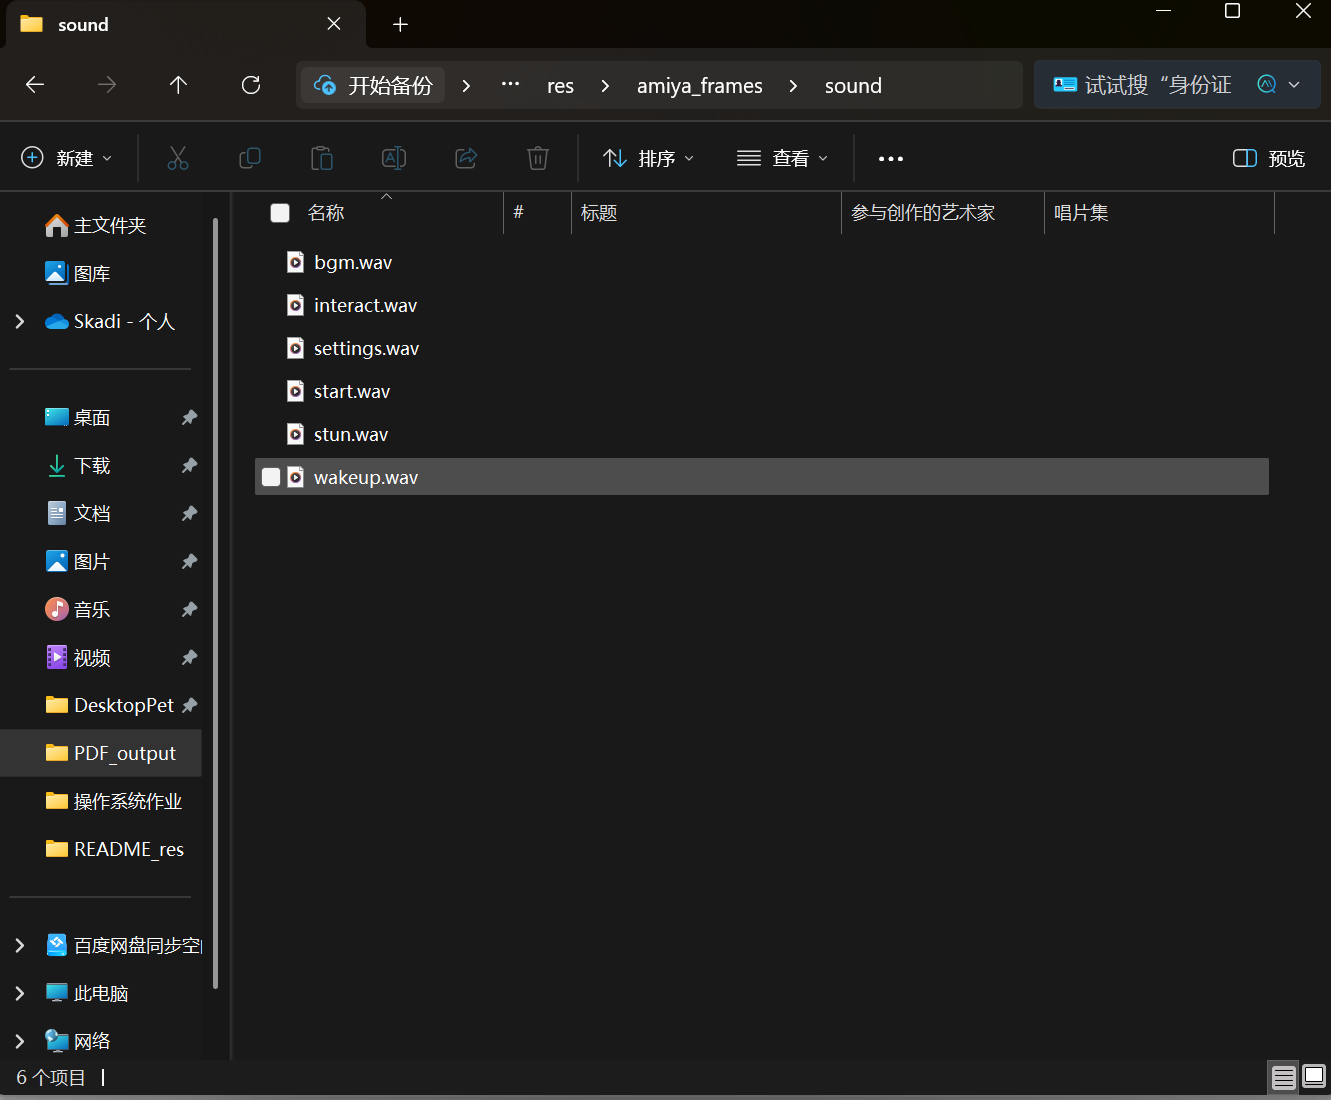 sound
开始备份 > ··· res > amiya_frames > sound
试试搜“身份证
新建
排序
查看
预览
名称 # 标题 参与创作的艺术家 唱片集
bgm.wav
interact.wav
settings.wav
start.wav
stun.wav
wakeup.wav
主文件夹
图库
Skadi - 个人
桌面
下载
文档
图片
音乐
视频
DesktopPet
PDF_output
操作系统作业
README_res
百度网盘同步空
此电脑
网络
6 个项目